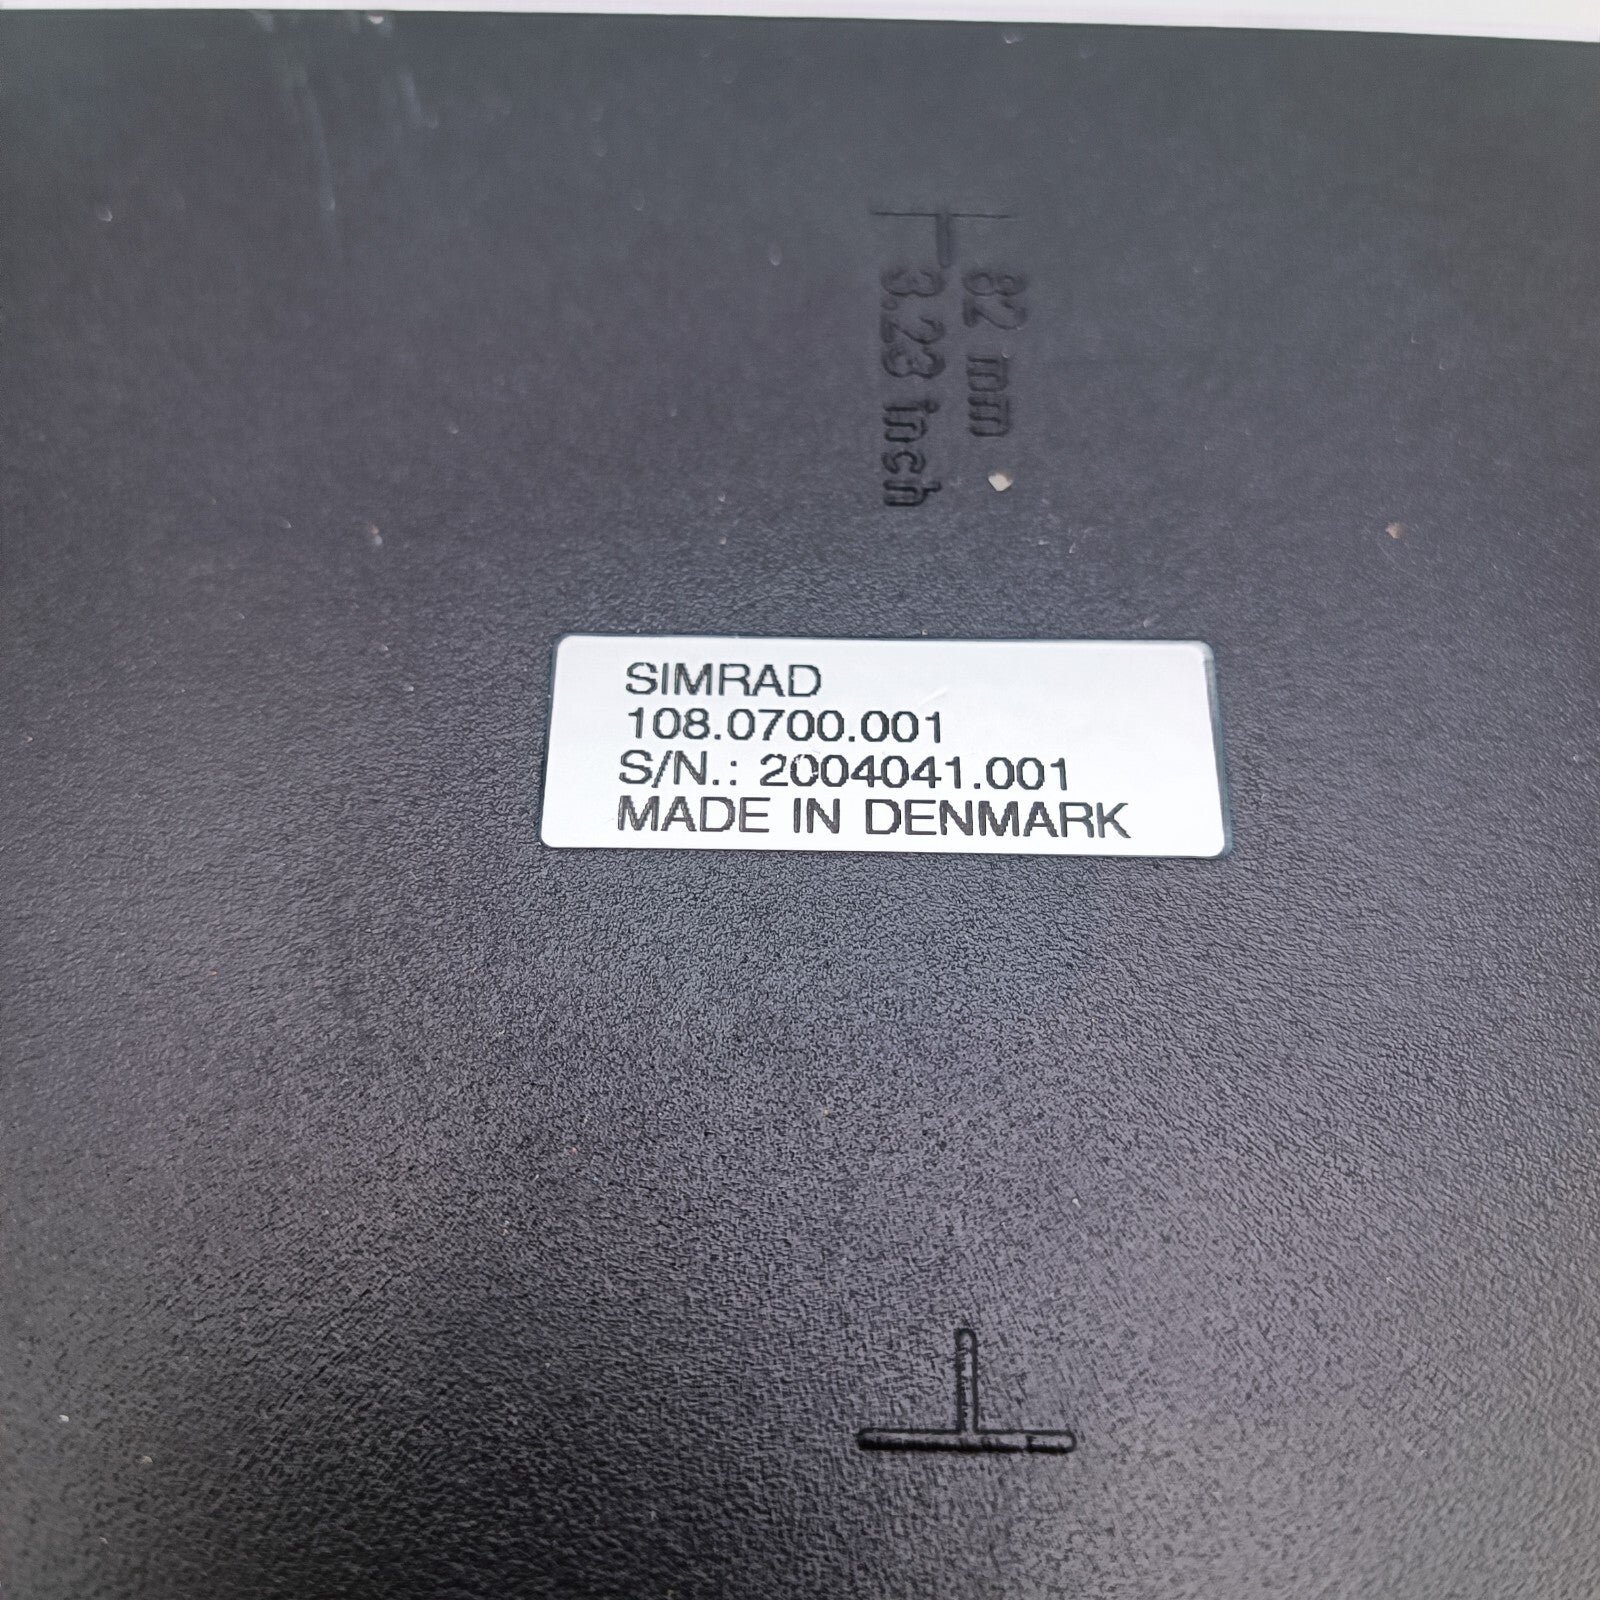 82 mm
3.23 inch
SIMRAD
108.0700.001
S/N.: 2004041.001
MADE IN DENMARK